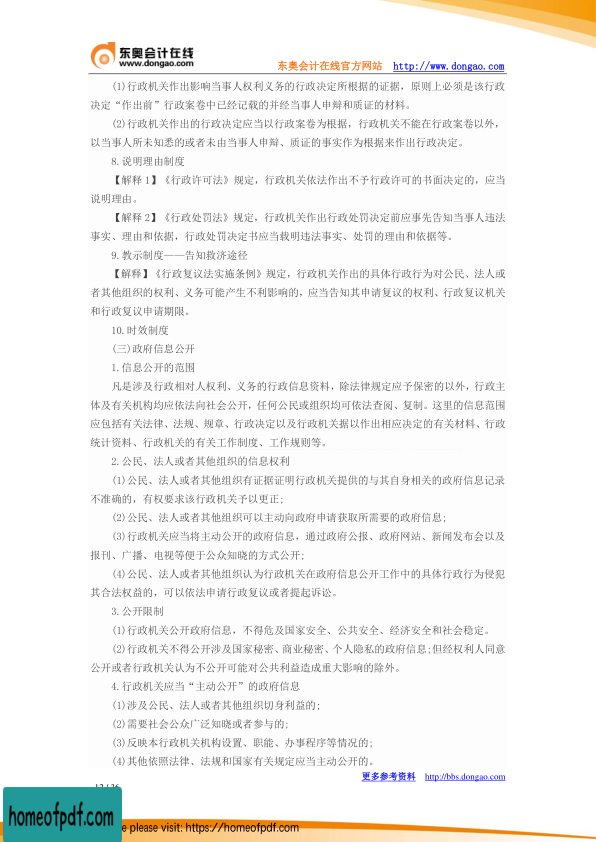 东奥会计在线
www.dongao.com
东奥会计在线官方网站 http://www.dongao.com
(1)行政机关作出影响当事人权利义务的行政决定所根据的证据，原则上必须是该行政
决定“作出前”行政案卷中已经记载的并经当事人申辩和质证的材料。
(2)行政机关作出的行政决定应当以行政案卷为根据，行政机关不能在行政案卷以外，
以当事人所未知悉的或者未由当事人申辩、质证的事实作为根据来作出行政决定。
8.说明理由制度
【解释 1】《行政许可法》规定，行政机关依法作出不予行政许可的书面决定的，应当
说明理由。
【解释 2】《行政处罚法》规定，行政机关作出行政处罚决定前应事先告知当事人违法
事实、理由和依据，行政处罚决定书应当载明违法事实、处罚的理由和依据等。
9.教示制度——告知救济途径
【解释】《行政复议法实施条例》规定，行政机关作出的具体行政行为对公民、法人或
者其他组织的权利、义务可能产生不利影响的，应当告知其申请复议的权利、行政复议机关
和行政复议申请期限。
10.时效制度
(三)政府信息公开
1.信息公开的范围
凡是涉及行政相对人权利、义务的行政信息资料，除法律规定应予保密的以外，行政主
体及有关机构均应依法向社会公开，任何公民或组织均可依法查阅、复制。这里的信息范围
应包括有关法律、法规、规章、行政决定以及行政机关据以作出相应决定的有关材料、行政
统计资料、行政机关的有关工作制度、工作规则等。
2.公民、法人或者其他组织的信息权利
(1)公民、法人或者其他组织有证据证明行政机关提供的与其自身相关的政府信息记录
不准确的，有权要求该行政机关予以更正;
(2)公民、法人或者其他组织可以主动向政府申请获取所需要的政府信息;
(3)行政机关应当将主动公开的政府信息，通过政府公报、政府网站、新闻发布会以及
报刊、广播、电视等便于公众知晓的方式公开;
(4)公民、法人或者其他组织认为行政机关在政府信息公开工作中的具体行政行为侵犯
其合法权益的，可以依法申请行政复议或者提起诉讼。
3.公开限制
(1)行政机关公开政府信息，不得危及国家安全、公共安全、经济安全和社会稳定。
(2)行政机关不得公开涉及国家秘密、商业秘密、个人隐私的政府信息;但经权利人同意
公开或者行政机关认为不公开可能对公共利益造成重大影响的除外。
4.行政机关应当“主动公开”的政府信息
(1)涉及公民、法人或者其他组织切身利益的;
(2)需要社会公众广泛知晓或者参与的;
(3)反映本行政机关机构设置、职能、办事程序等情况的;
(4)其他依照法律、法规和国家有关规定应当主动公开的。
更多参考资料 http://bbs.dongao.com
12 / 36
homeofpdf.com
e please visit: https://homeofpdf.com